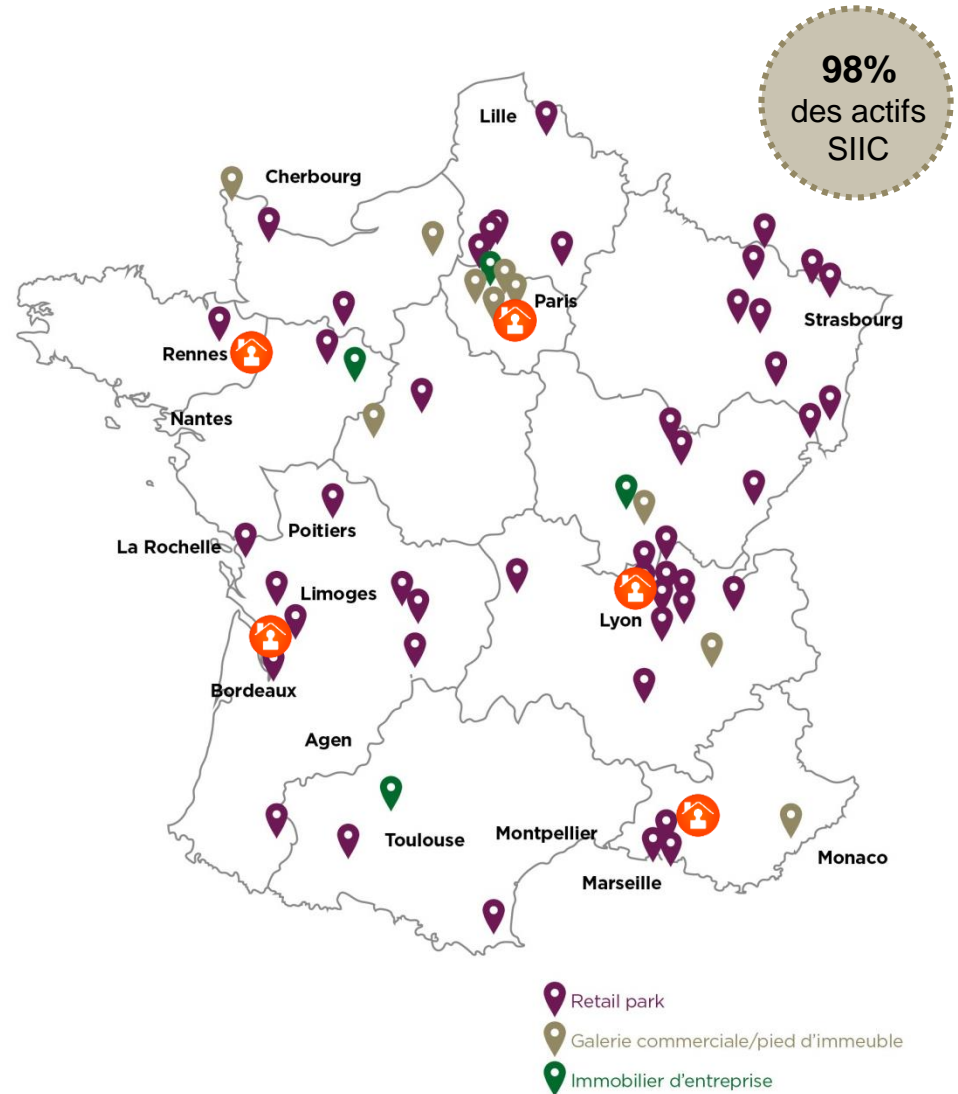 98%
des actifs
SIIC
Lille
Cherbourg
Paris
Strasbourg
Rennes
Nantes
Poitiers
La Rochelle
Limoges
Lyon
Bordeaux
Agen
Toulouse
Montpellier
Monaco
Marseille
Retail park
Galerie commerciale/pied d'immeuble
Immobilier d'entreprise